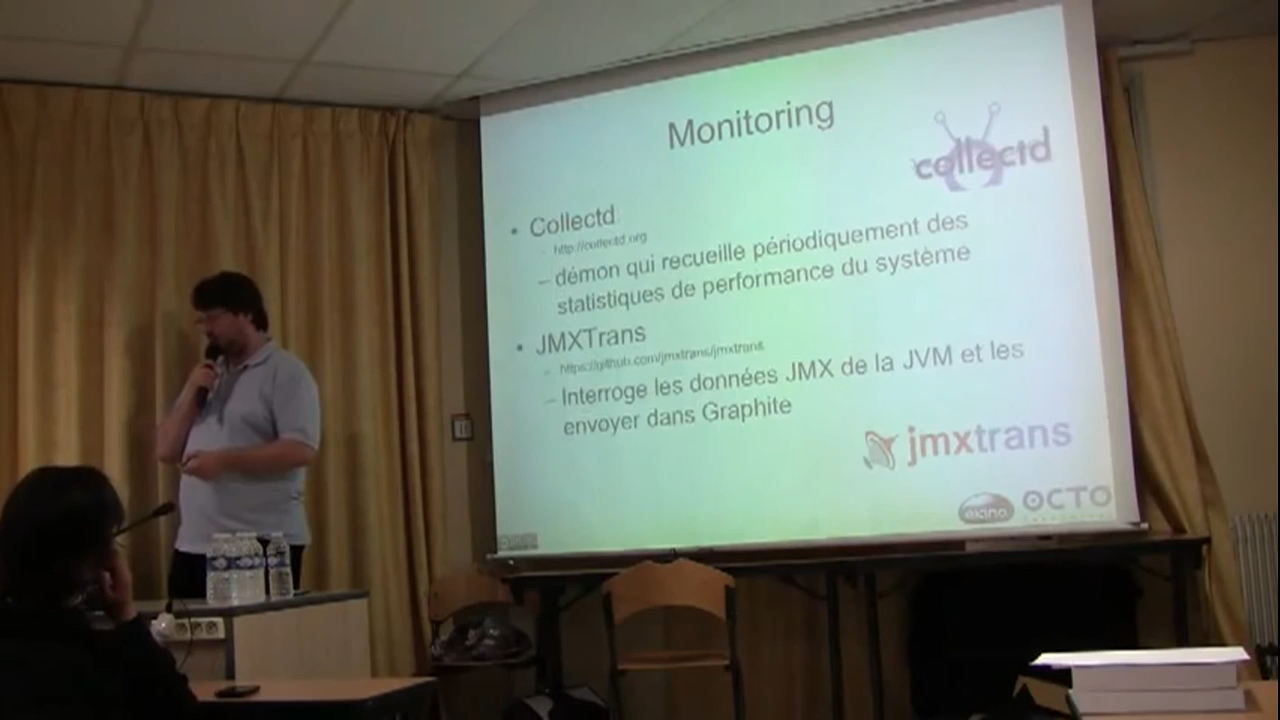 Monitoring
collectd
• Collectd
http://collectd.org
– démon qui recueille périodiquement des
statistiques de performance du système
• JMXTrans
– https://github.com/jmxtrans/jmxtrans
– Interroge les données JMX de la JVM et les
envoyer dans Graphite
jmxtrans
OCTO